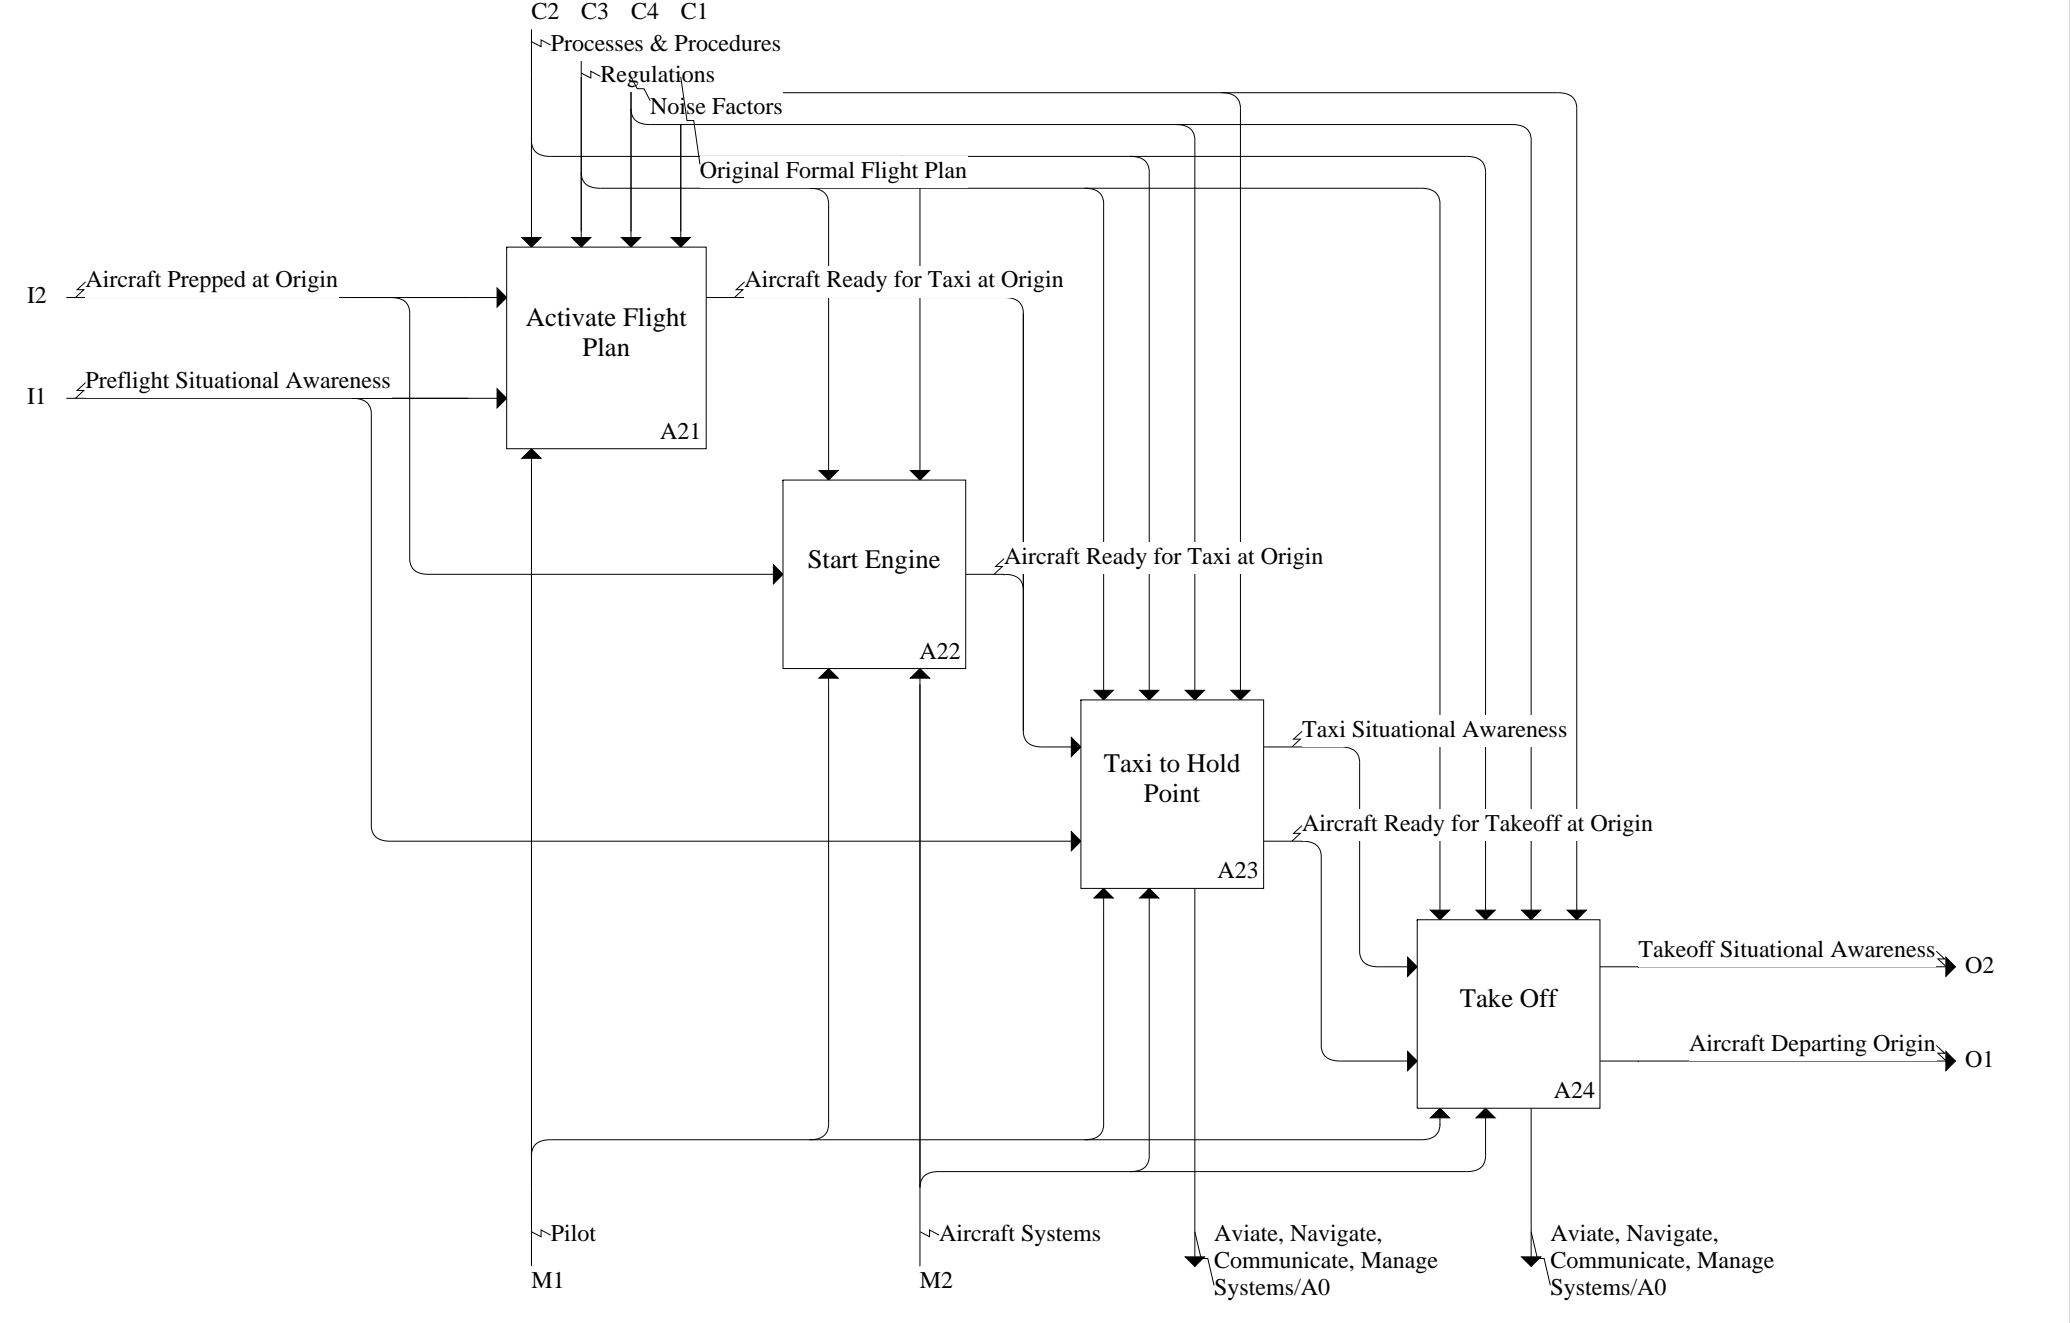 C2 C3 C4 C1
Processes & Procedures
Regulations
Noise Factors
Original Formal Flight Plan
I2
Aircraft Prepped at Origin
Aircraft Ready for Taxi at Origin
Activate Flight
Plan
I1
Preflight Situational Awareness
A21
Start Engine
Aircraft Ready for Taxi at Origin
A22
Taxi Situational Awareness
Taxi to Hold
Point
Aircraft Ready for Takeoff at Origin
A23
Takeoff Situational Awareness
O2
Take Off
Aircraft Departing Origin
O1
A24
Pilot
M1
Aircraft Systems
M2
Aviate, Navigate,
Communicate, Manage
Systems/A0
Aviate, Navigate,
Communicate, Manage
Systems/A0